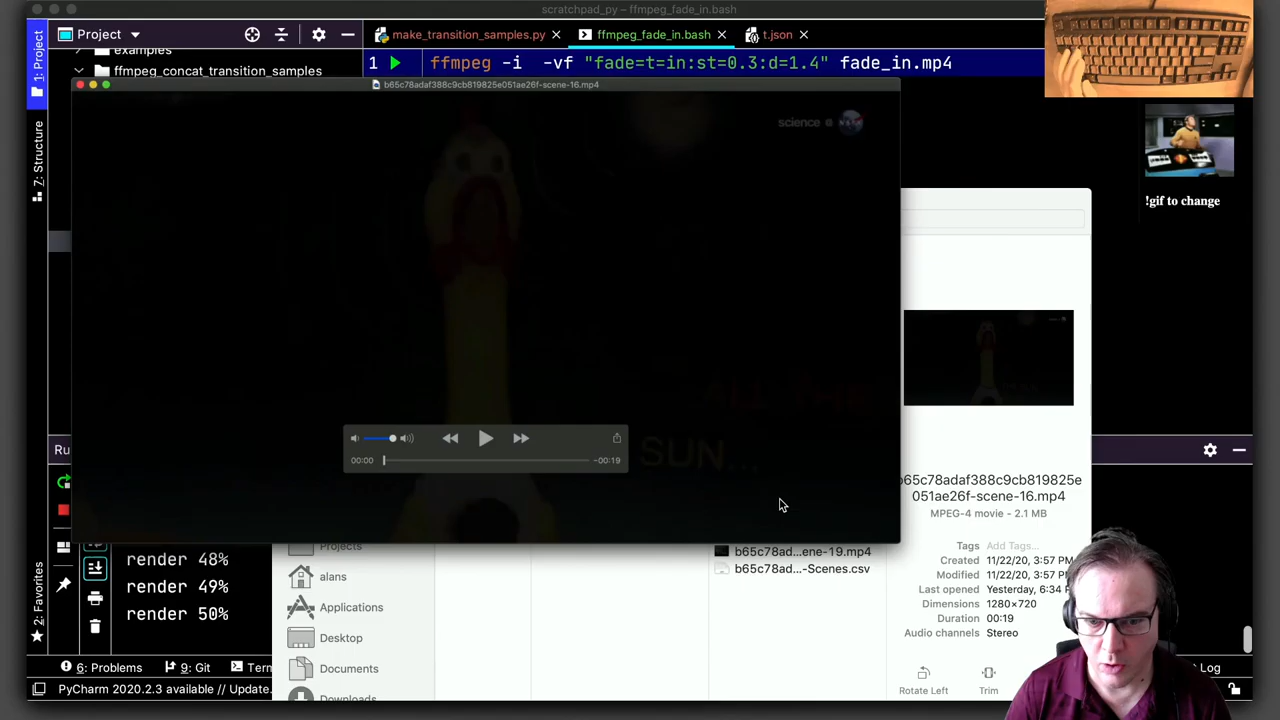 scratchpad_py – ffmpeg_fade_in.bash
Project
make_transition_samples.py
ffmpeg_fade_in.bash
t.json
1: Project
examples
ffmpeg_concat_transition_samples
1
ffmpeg -i  -vf "fade=t=in:st=0.3:d=1.4" fade_in.mp4
b65c78adaf388c9cb819825e051ae26f-scene-16.mp4
science
7: Structure
!gif to change
ALL THE
SUN...
00:00
-00:19
Ru
b65c78adaf388c9cb819825e
051ae26f-scene-16.mp4
MPEG-4 movie - 2.1 MB
Projects
b65c78ad...ene-19.mp4
Tags Add Tags...
render 48%
Created 11/22/20, 3:57 PM
alans
b65c78ad...-Scenes.csv
Modified 11/22/20, 3:57 P
render 49%
Last opened Yesterday, 6:34
Applications
Dimensions 1280×720
render 50%
Duration 00:19
Desktop
Audio channels Stereo
2: Favorites
Documents
6: Problems
9: Git
Term
Log
PyCharm 2020.2.3 available // Update.
Downloads
Rotate Left
Trim